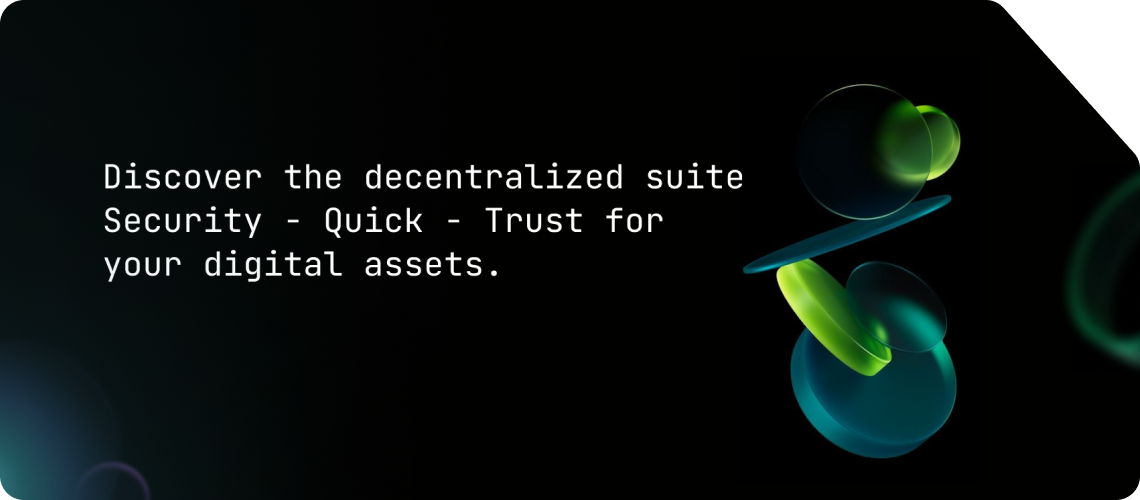 Discover the decentralized suite
Security - Quick - Trust for
your digital assets.